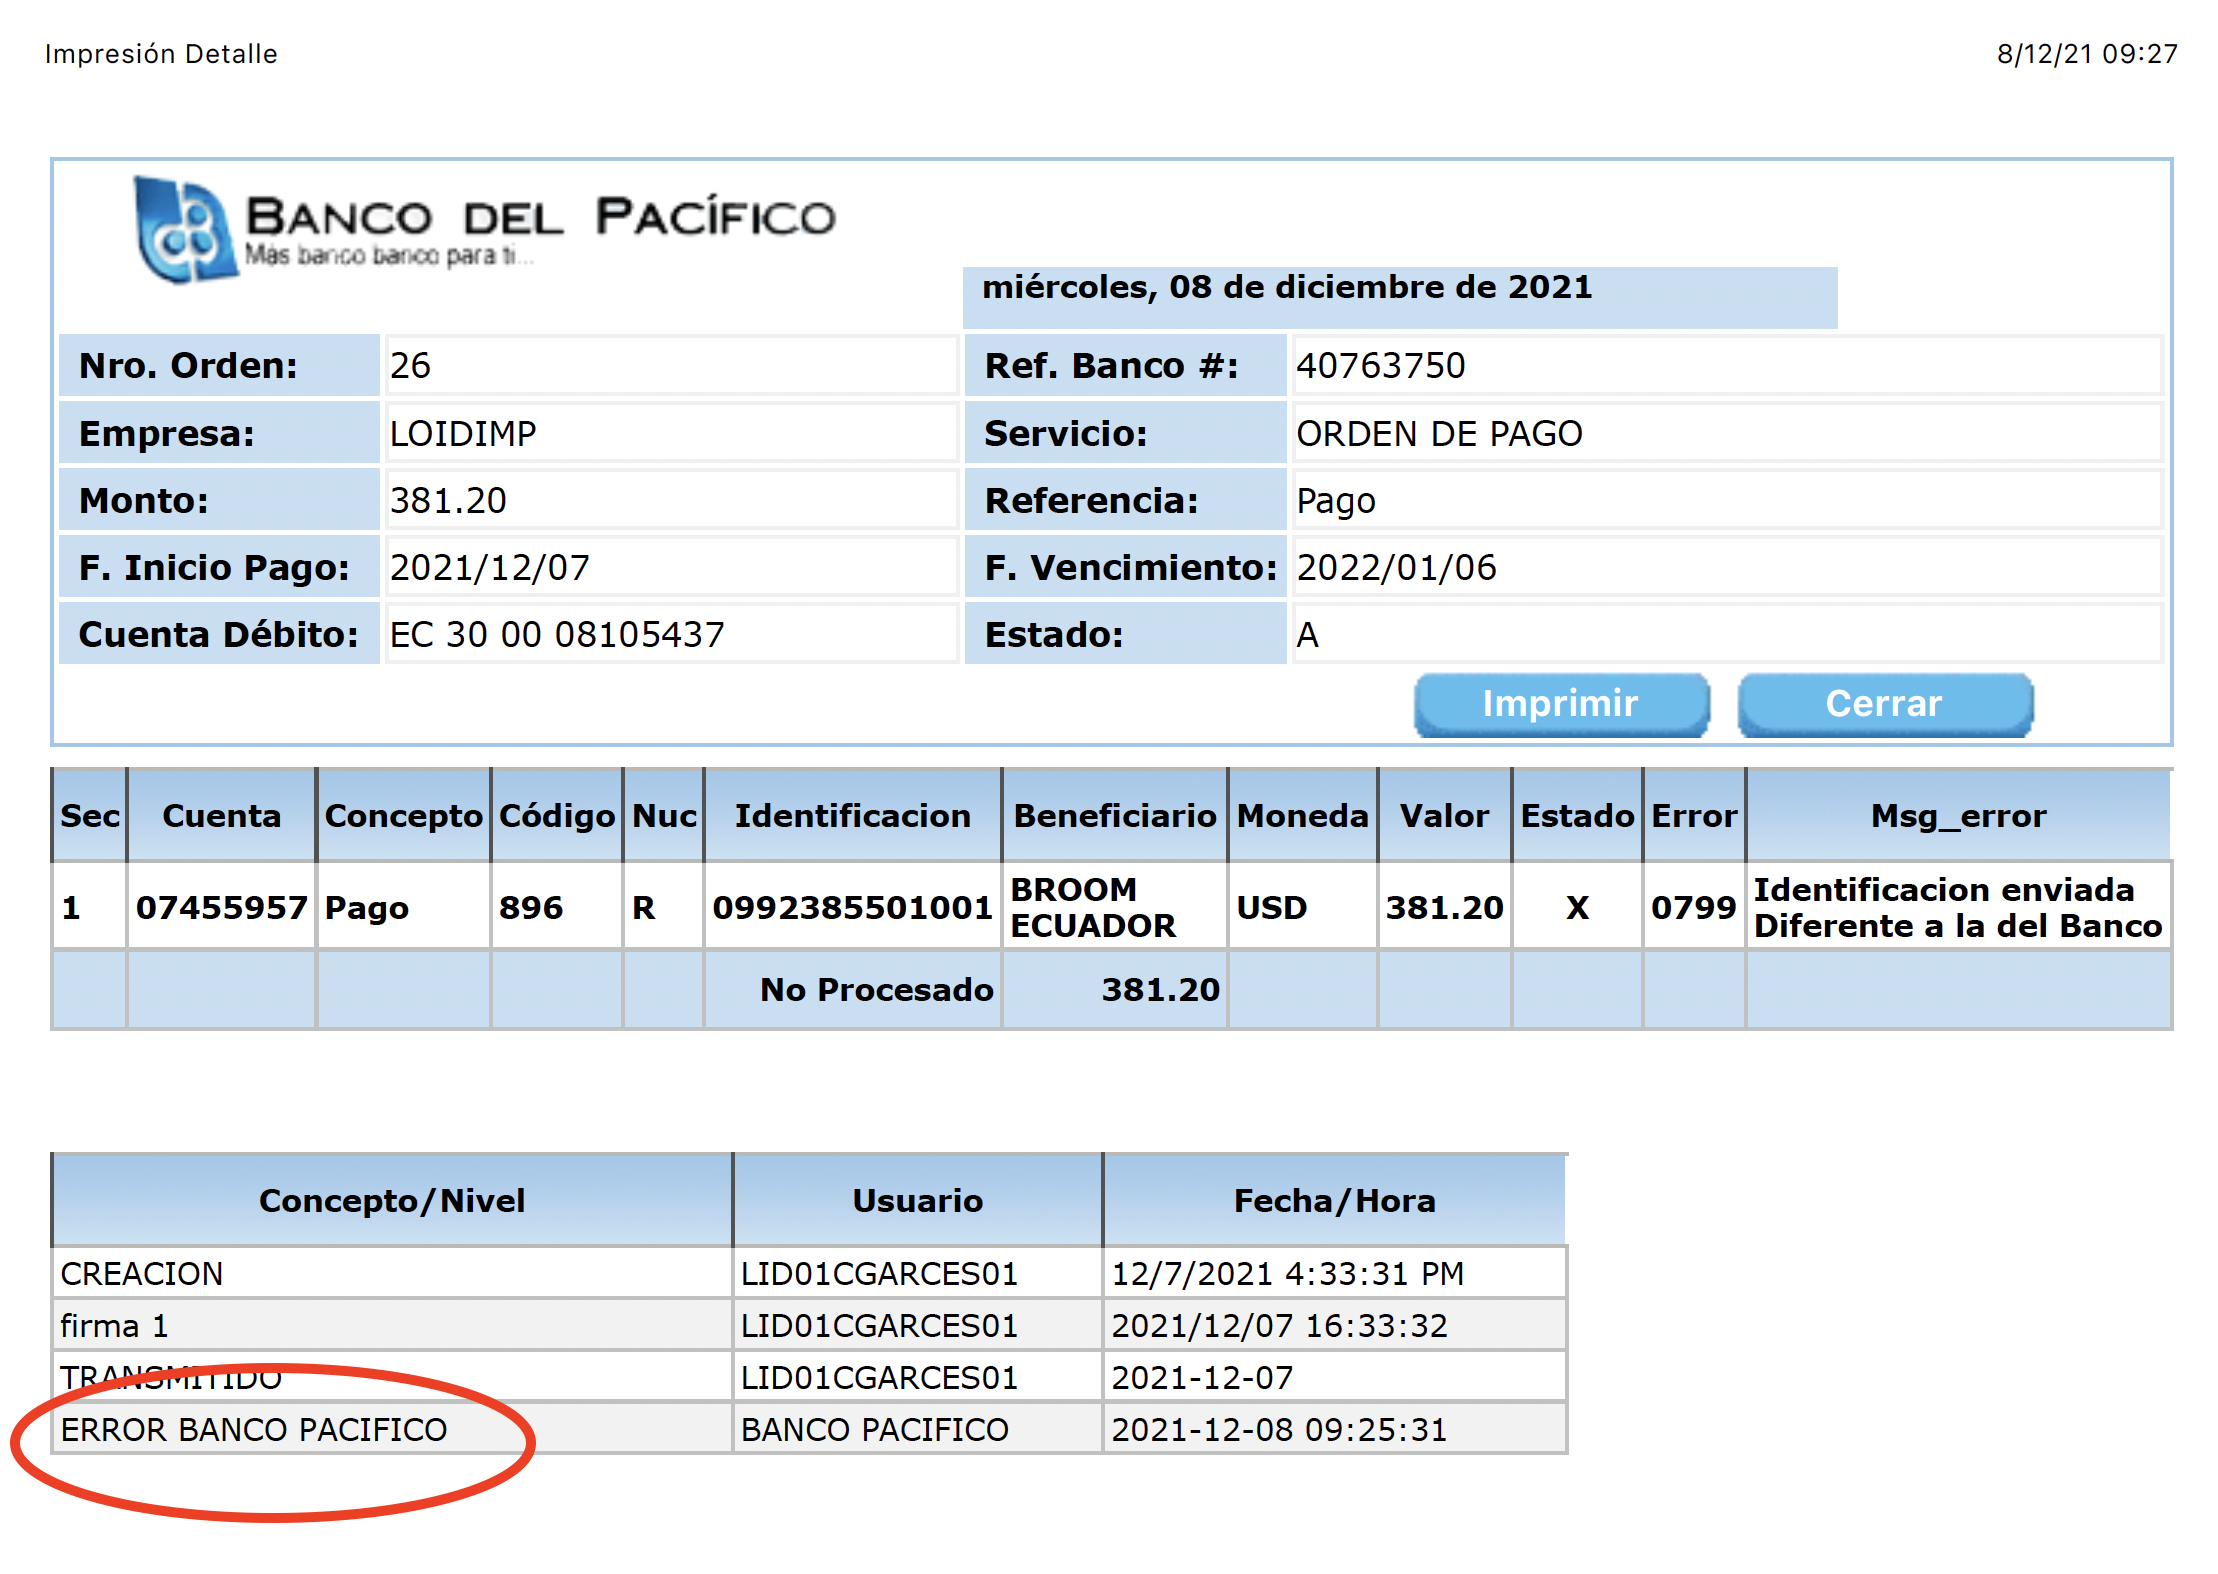 Impresión Detalle 8/12/21 09:27
BANCO DEL PACÍFICO
Más banco banco para ti...
miércoles, 08 de diciembre de 2021
Nro. Orden: 26 Ref. Banco #: 40763750
Empresa: LOIDIMP Servicio: ORDEN DE PAGO
Monto: 381.20 Referencia: Pago
F. Inicio Pago: 2021/12/07 F. Vencimiento: 2022/01/06
Cuenta Débito: EC 30 00 08105437 Estado: A
Imprimir Cerrar
Sec Cuenta Concepto Código Nuc Identificacion Beneficiario Moneda Valor Estado Error Msg_error
1 07455957 Pago 896 R 0992385501001 BROOM ECUADOR USD 381.20 X 0799 Identificacion enviada Diferente a la del Banco
No Procesado 381.20
Concepto/Nivel Usuario Fecha/Hora
CREACION LID01CGARCES01 12/7/2021 4:33:31 PM
firma 1 LID01CGARCES01 2021/12/07 16:33:32
TRANSMITIDO LID01CGARCES01 2021-12-07
ERROR BANCO PACIFICO BANCO PACIFICO 2021-12-08 09:25:31